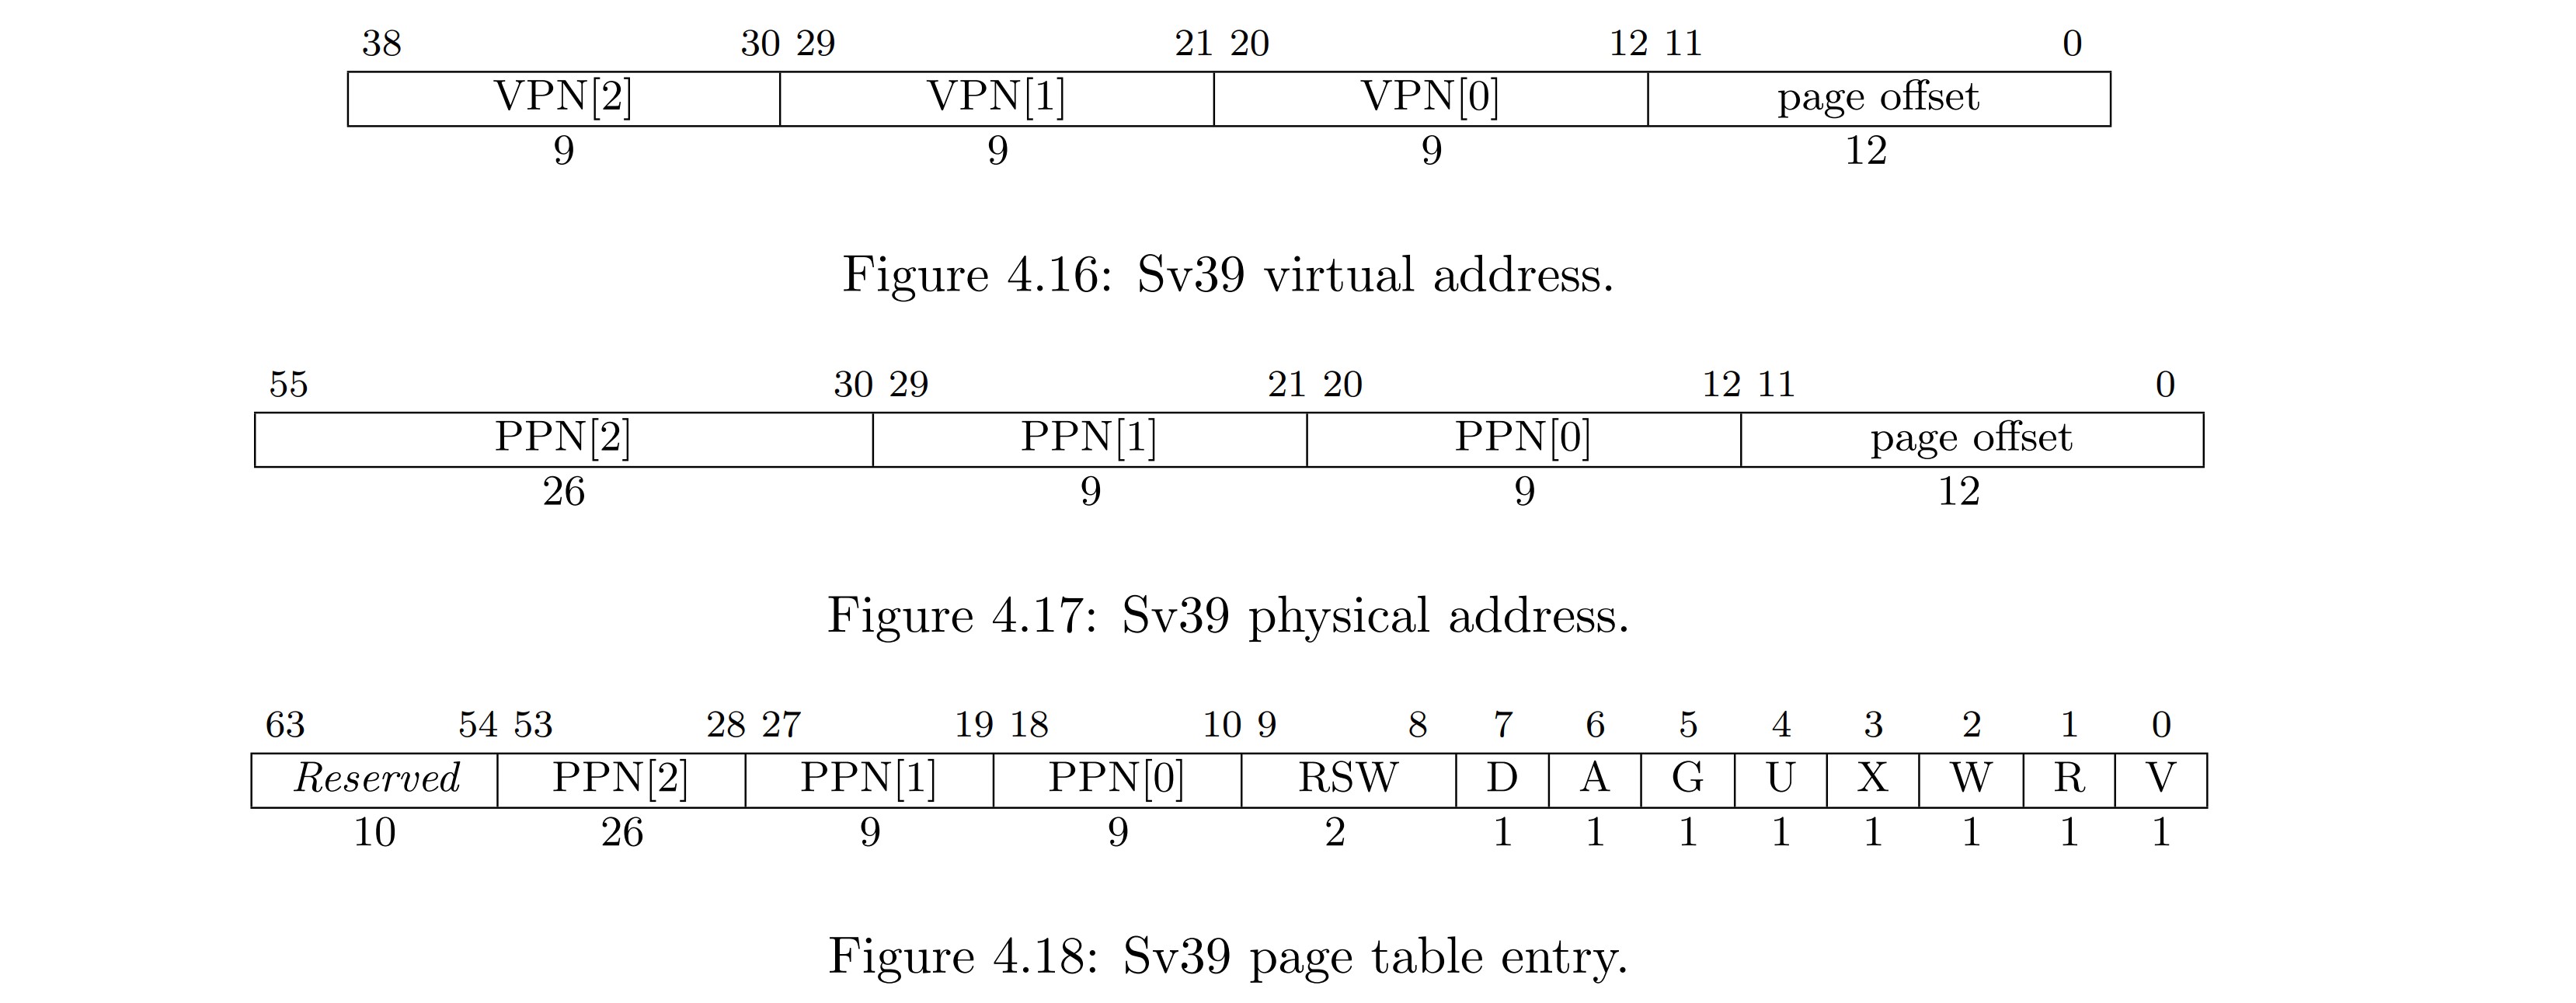 38 30 29 21 20 12 11 0
VPN[2] VPN[1] VPN[0] page offset
9 9 9 12
Figure 4.16: Sv39 virtual address.
55 30 29 21 20 12 11 0
PPN[2] PPN[1] PPN[0] page offset
26 9 9 12
Figure 4.17: Sv39 physical address.
63 54 53 28 27 19 18 10 9 8 7 6 5 4 3 2 1 0
Reserved PPN[2] PPN[1] PPN[0] RSW D A G U X W R V
10 26 9 9 2 1 1 1 1 1 1 1 1
Figure 4.18: Sv39 page table entry.